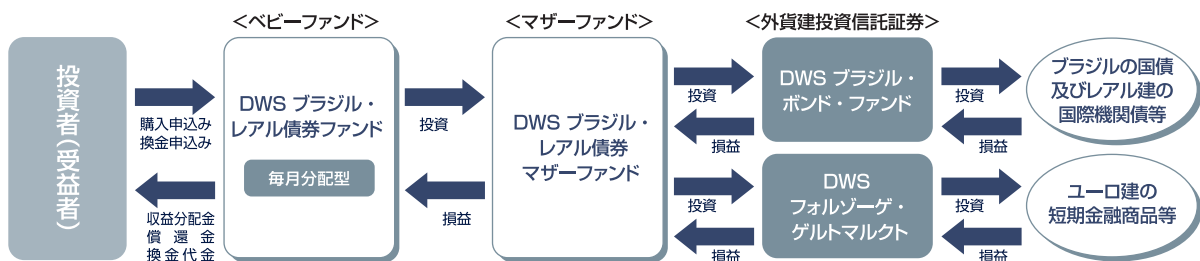 <ベビーファンド>
<マザーファンド>
<外貨建投資信託証券>
投資者（受益者）
購入申込み
換金申込み
収益分配金
償還金
換金代金
DWS ブラジル・
レアル債券ファンド
毎月分配型
投資
損益
DWS ブラジル・
レアル債券
マザーファンド
投資
損益
投資
損益
DWS ブラジル・
ボンド・ファンド
DWS
フォルゾーゲ・
ゲルトマルクト
投資
損益
投資
損益
ブラジルの国債
及びレアル建の
国際機関債等
ユーロ建の
短期金融商品等